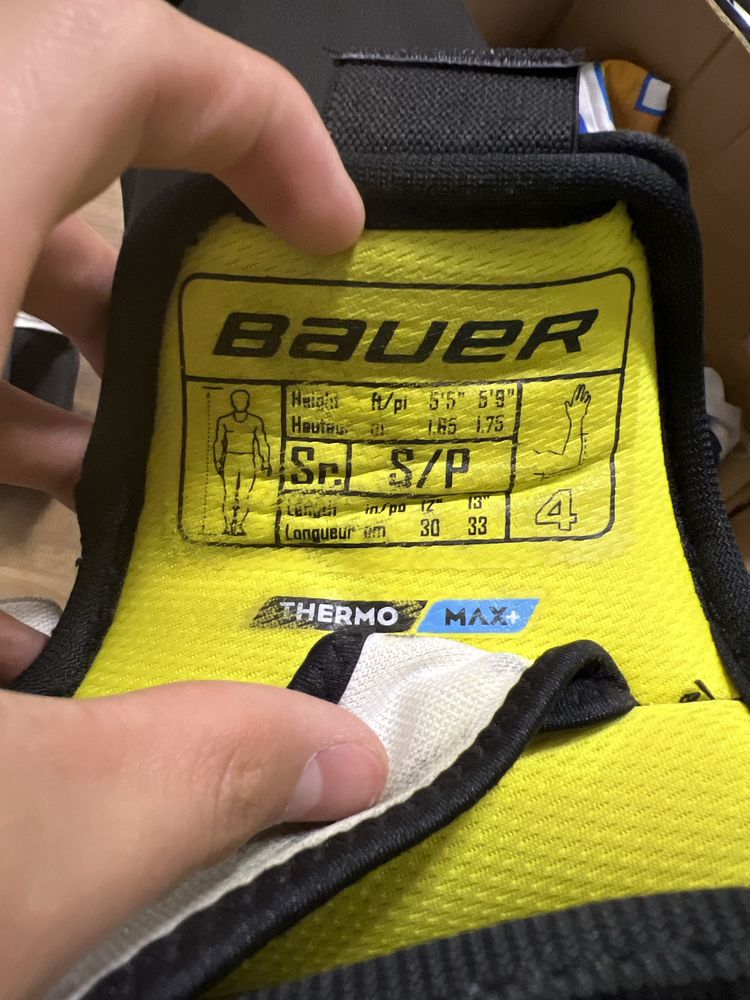 BAUER
Height ft/pi 5'5" 5'9"
Hauteur m 1.65 1.75
Sr. S/P
Length in/po 12" 13"
Longueur cm 30 33
4
THERMO MAX+